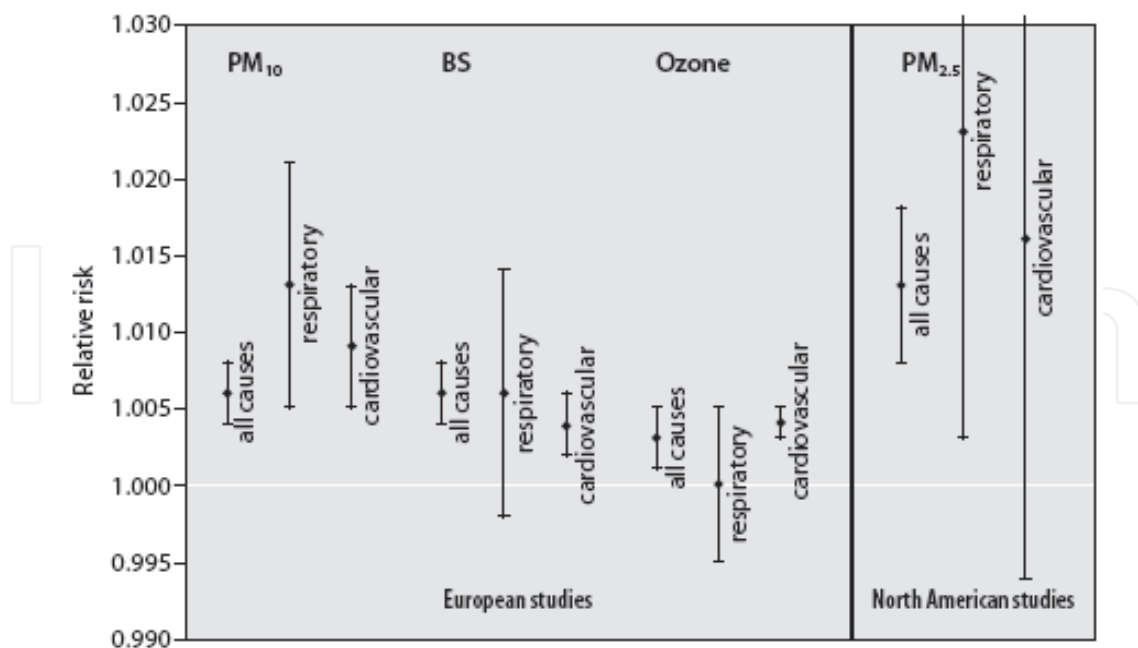 1.030
1.025
1.020
1.015
1.010
1.005
1.000
0.995
0.990
Relative risk
PM₁₀
all causes
respiratory
cardiovascular
BS
all causes
respiratory
cardiovascular
Ozone
all causes
respiratory
cardiovascular
European studies
PM₂.₅
all causes
respiratory
cardiovascular
North American studies